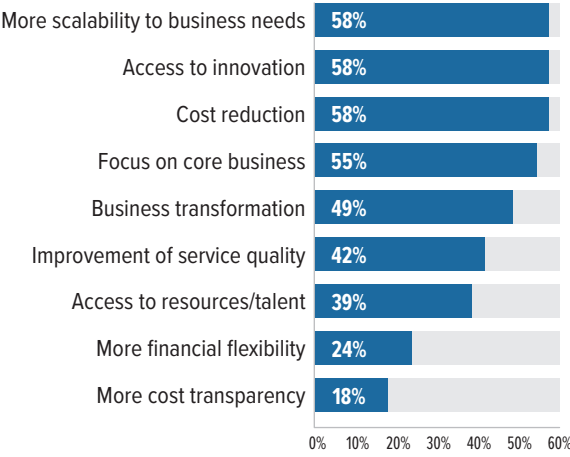 More scalability to business needs 58%
Access to innovation 58%
Cost reduction 58%
Focus on core business 55%
Business transformation 49%
Improvement of service quality 42%
Access to resources/talent 39%
More financial flexibility 24%
More cost transparency 18%
0% 10% 20% 30% 40% 50% 60%